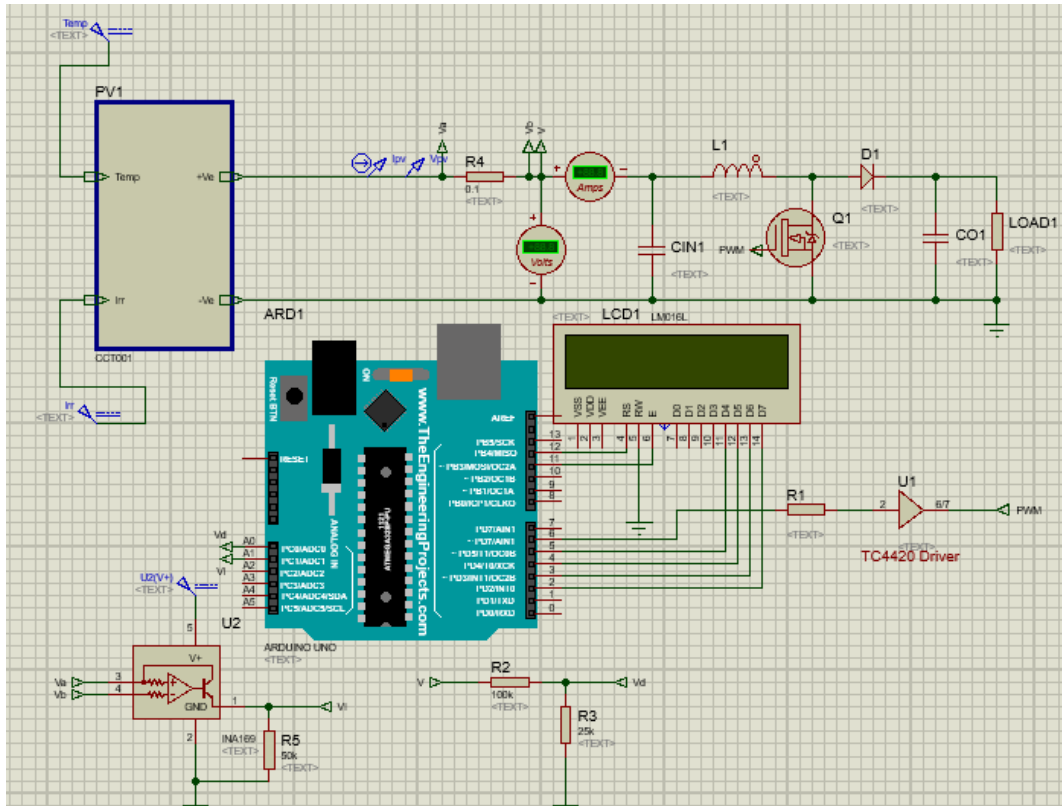 Temp
<TEXT>
PV1
Temp
+Ve
Irr
-Ve
OCT001
Irr
<TEXT>
Ipv
Vpv
Va
R4
0.1
<TEXT>
Vb
V
+
-
Amps
+
-
Volts
CIN1
<TEXT>
L1
<TEXT>
D1
<TEXT>
Q1
PWM
<TEXT>
CO1
<TEXT>
LOAD1
<TEXT>
ARD1
<TEXT>
LCD1
LM016L
VSS
VDD
VEE
RS
RW
E
D0
D1
D2
D3
D4
D5
D6
D7
1
2
3
4
5
6
7
8
9
10
11
12
13
14
Reset BTN
ON
www.TheEngineeringProjects.com
RESET
ANALOG IN
AREF
PB5/SCK
13
PB4/MISO
12
~ PB3/MOSI/OC2A
11
~ PB2/OC1B
10
~ PB1/OC1A
9
PB0/ICP1/CLKO
8
PD7/AIN1
7
~ PD6/AIN0
6
~ PD5/T1/OC0B
5
PD4/T0/XCK
4
~ PD3/INT1/OC2B
3
PD2/INT0
2
PD1/TXD
1
PD0/RXD
0
Vd
Vi
A0
A1
A2
A3
A4
A5
PC0/ADC0
PC1/ADC1
PC2/ADC2
PC3/ADC3
PC4/ADC4/SDA
PC5/ADC5/SCL
ARDUINO UNO
<TEXT>
R1
<TEXT>
2
U1
6/7
<TEXT>
PWM
TC4420 Driver
U2(V+)
<TEXT>
U2
5
V+
Va
3
Vb
4
GND
1
Vi
2
INA169
<TEXT>
R5
50k
<TEXT>
V
R2
100k
<TEXT>
Vd
R3
25k
<TEXT>